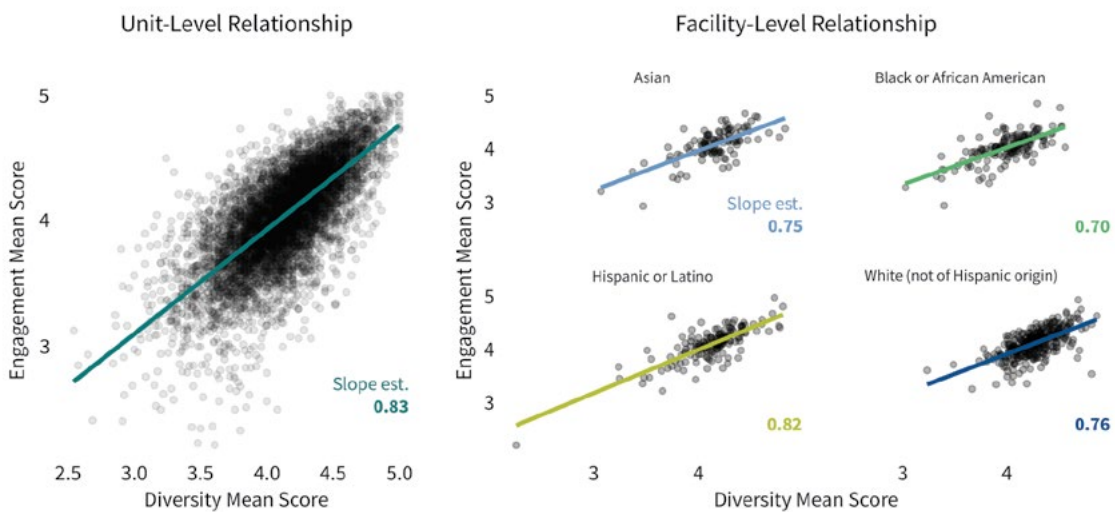 Unit-Level Relationship
Engagement Mean Score
5
4
3
Slope est.
0.83
2.5 3.0 3.5 4.0 4.5 5.0
Diversity Mean Score
Facility-Level Relationship
Engagement Mean Score
Asian
Black or African American
5
4
3
Slope est.
0.75
0.70
Hispanic or Latino
White (not of Hispanic origin)
5
4
3
0.82
0.76
3 4
3 4
Diversity Mean Score
Diversity Mean Score